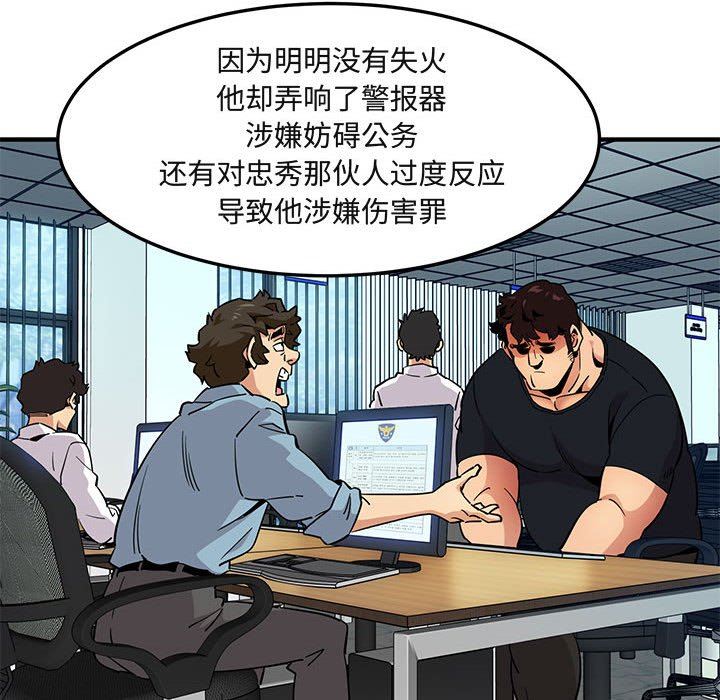 因为明明没有失火
他却弄响了警报器
涉嫌妨碍公务
还有对忠秀那伙人过度反应
导致他涉嫌伤害罪